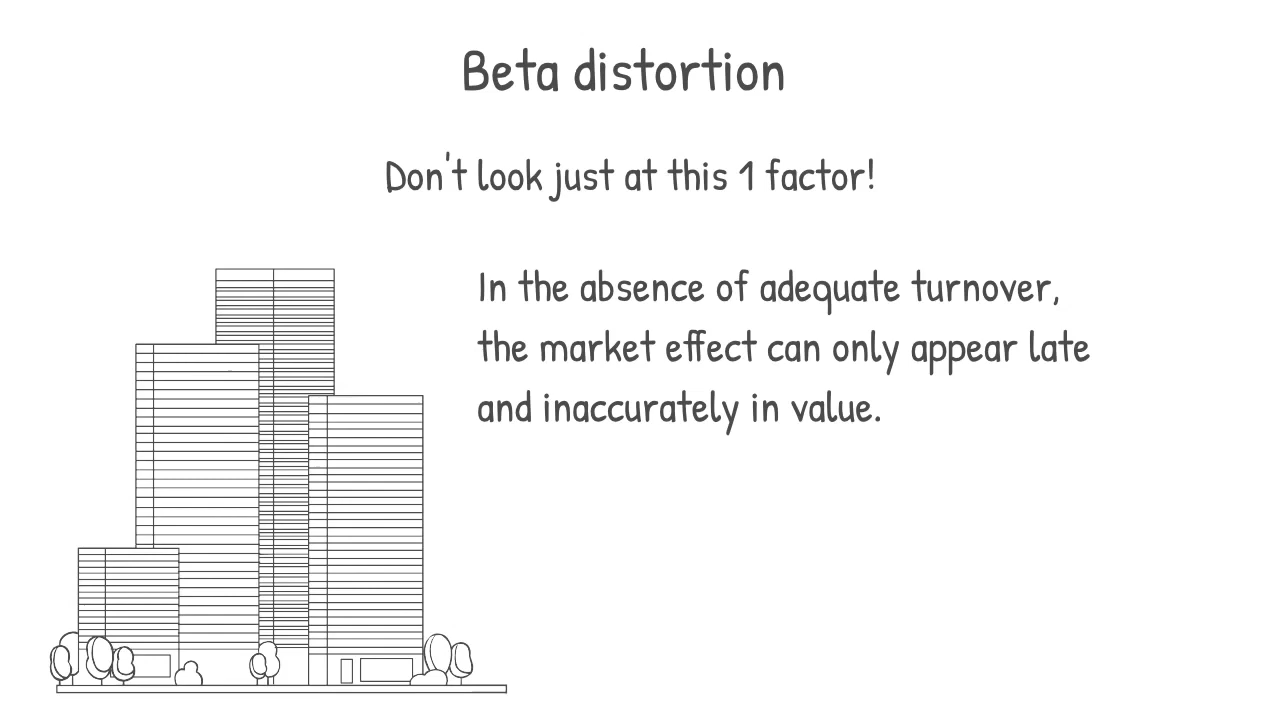 Beta distortion
Don't look just at this 1 factor!
In the absence of adequate turnover,
the market effect can only appear late
and inaccurately in value.